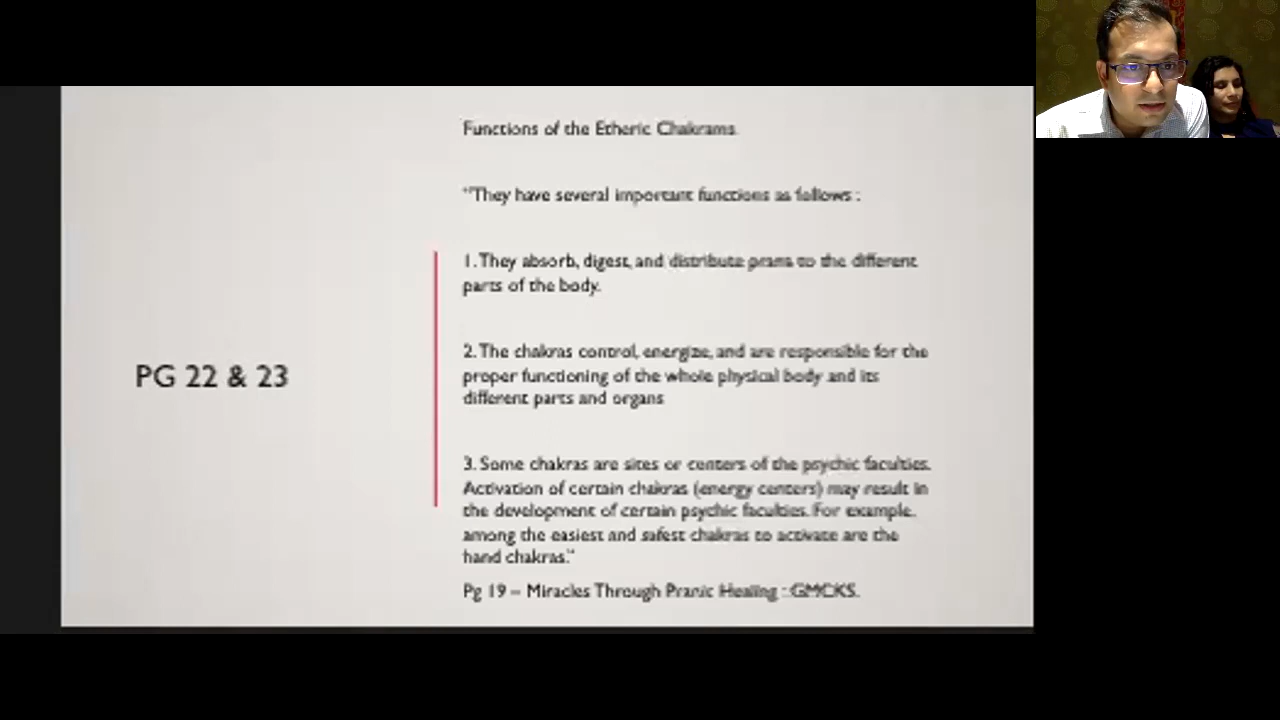 Functions of the Etheric Chakrams.
"They have several important functions as follows :
1. They absorb, digest, and distribute prana to the different
parts of the body.
PG 22 & 23
2. The chakras control, energize, and are responsible for the
proper functioning of the whole physical body and its
different parts and organs
3. Some chakras are sites or centers of the psychic faculties.
Activation of certain chakras (energy centers) may result in
the development of certain psychic faculties. For example,
among the easiest and safest chakras to activate are the
hand chakras."
Pg 19 – Miracles Through Pranic Healing : GMCKS.